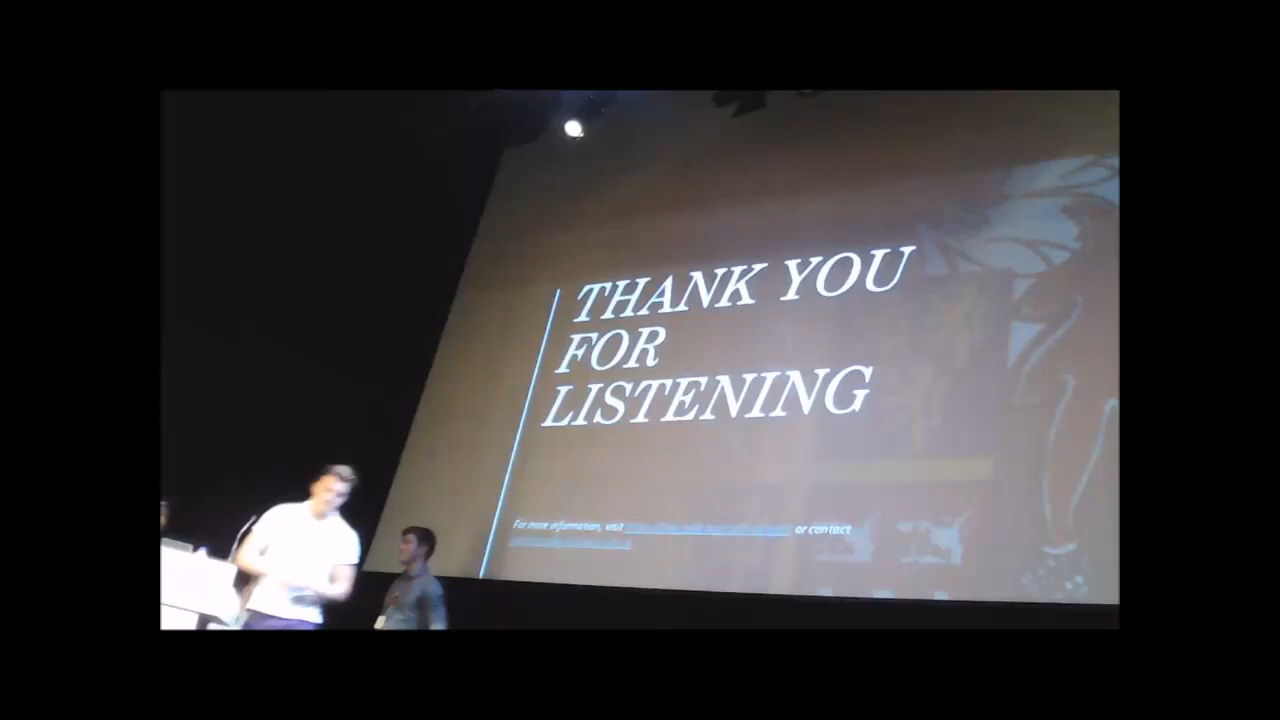 THANK YOU
FOR
LISTENING
For more information, visit or contact